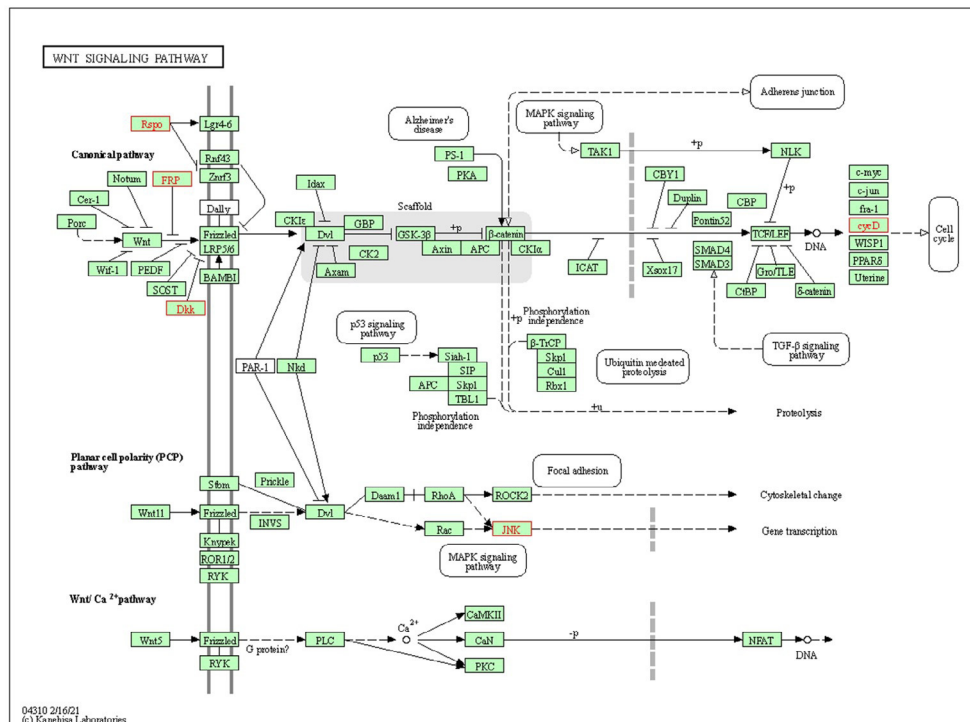 WNT SIGNALING PATHWAY
Rspo
Lgr4-6
Rnf43
Znrf3
Canonical pathway
Notum
FRP
Cer-1
Dally
Porc
Wnt
Frizzled
LRP5/6
Wif-1
PEDF
SOST
BAMBI
Dkk
Idax
CKIε
Dvl
GBP
Scaffold
GSK-3β
+p
β-catenin
CK2
Axin
APC
CKIα
Axam
Alzheimer's
disease
PS-1
PKA
MAPK signaling
pathway
Adherens junction
TAK1
+p
NLK
+p
CBY1
Duplin
CBP
Pontin52
TCF/LEF
DNA
ICAT
Xsox17
SMAD4
SMAD3
Gro/TLE
CtBP
δ-catenin
c-myc
c-jun
fra-1
cycD
WISP1
PPARδ
Uterine
Cell
cycle
TGF-β signaling
pathway
PAR-1
Nkd
p53 signaling
pathway
p53
Siah-1
SIP
APC
Skp1
TBL1
Phosphorylation
independence
+p
Phosphorylation
independence
β-TrCP
Skp1
Cul1
Rbx1
Ubiquitin medeated
proteolysis
+u
Proteolysis
Planar cell polarity (PCP)
pathway
Stbm
Prickle
Wnt11
Frizzled
INVS
Dvl
Knypek
ROR1/2
RYK
Daam1
RhoA
ROCK2
Focal adhesion
Cytoskeletal change
Rac
JNK
Gene transcription
MAPK signaling
pathway
Wnt/ Ca 2+ pathway
Wnt5
Frizzled
RYK
G protein?
PLC
Ca2+
CaMKII
CaN
PKC
-p
NFAT
DNA
04310 2/16/21
(c) Kanehisa Laboratories